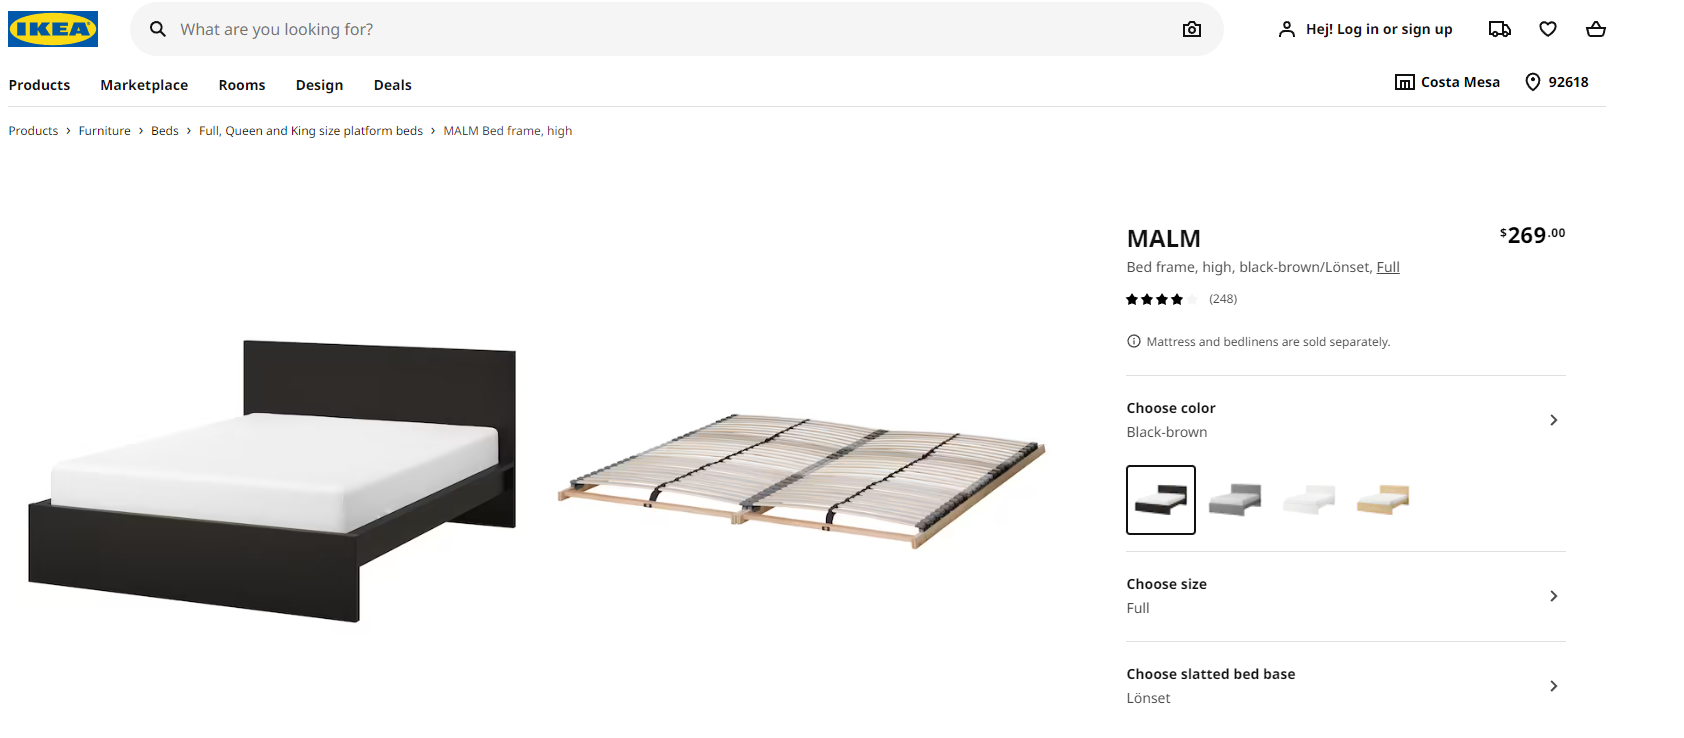 IKEA
What are you looking for?
Hej! Log in or sign up
Products Marketplace Rooms Design Deals
Costa Mesa 92618
Products › Furniture › Beds › Full, Queen and King size platform beds › MALM Bed frame, high
MALM $269.00
Bed frame, high, black-brown/Lönset, Full
(248)
Mattress and bedlinens are sold separately.
Choose color
Black-brown
Choose size
Full
Choose slatted bed base
Lönset